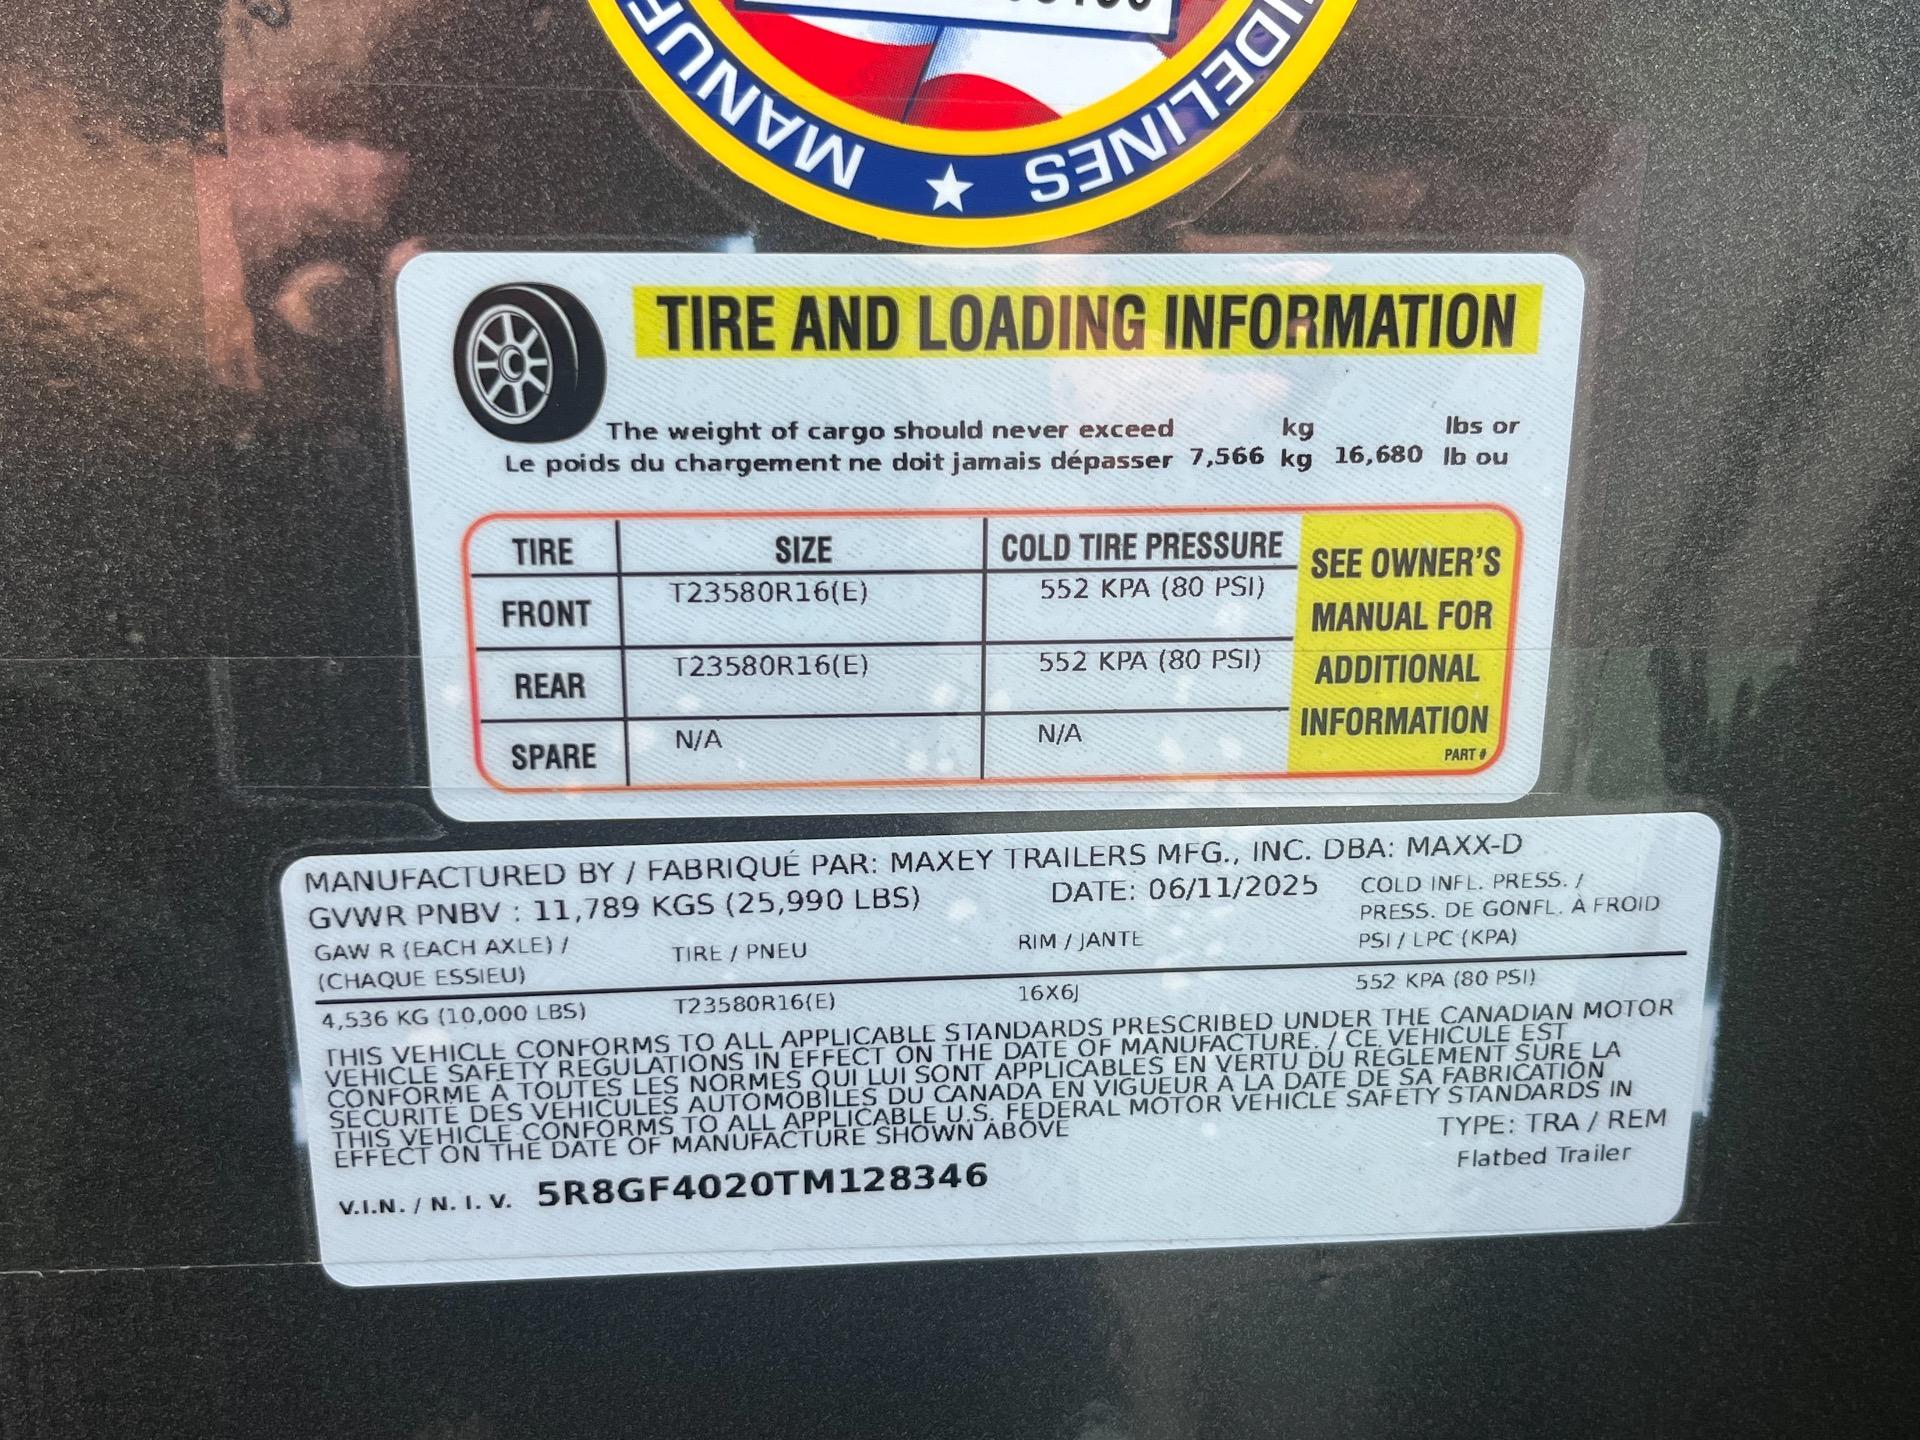 MANUF
IDELINES
TIRE AND LOADING INFORMATION
The weight of cargo should never exceed kg lbs or
Le poids du chargement ne doit jamais dépasser 7,566 kg 16,680 lb ou
TIRE SIZE COLD TIRE PRESSURE
FRONT T23580R16(E) 552 KPA (80 PSI)
REAR T23580R16(E) 552 KPA (80 PSI)
SPARE N/A N/A
SEE OWNER'S
MANUAL FOR
ADDITIONAL
INFORMATION
PART #
MANUFACTURED BY / FABRIQUÉ PAR: MAXEY TRAILERS MFG., INC. DBA: MAXX-D
GVWR PNBV : 11,789 KGS (25,990 LBS) DATE: 06/11/2025
COLD INFL. PRESS. /
PRESS. DE GONFL. À FROID
GAW R (EACH AXLE) / TIRE / PNEU RIM / JANTE PSI / LPC (KPA)
(CHAQUE ESSIEU)
4,536 KG (10,000 LBS) T23580R16(E) 16X6J 552 KPA (80 PSI)
THIS VEHICLE CONFORMS TO ALL APPLICABLE STANDARDS PRESCRIBED UNDER THE CANADIAN MOTOR
VEHICLE SAFETY REGULATIONS IN EFFECT ON THE DATE OF MANUFACTURE. / CE VEHICULE EST
CONFORME À TOUTES LES NORMES QUI LUI SONT APPLICABLES EN VERTU DU RÈGLEMENT SURE LA
SÉCURITÉ DES VÉHICULES AUTOMOBILES DU CANADA EN VIGUEUR A LA DATE DE SA FABRICATION
THIS VEHICLE CONFORMS TO ALL APPLICABLE U.S. FEDERAL MOTOR VEHICLE SAFETY STANDARDS IN
EFFECT ON THE DATE OF MANUFACTURE SHOWN ABOVE
TYPE: TRA / REM
Flatbed Trailer
V.I.N. / N. I. V. 5R8GF4020TM128346